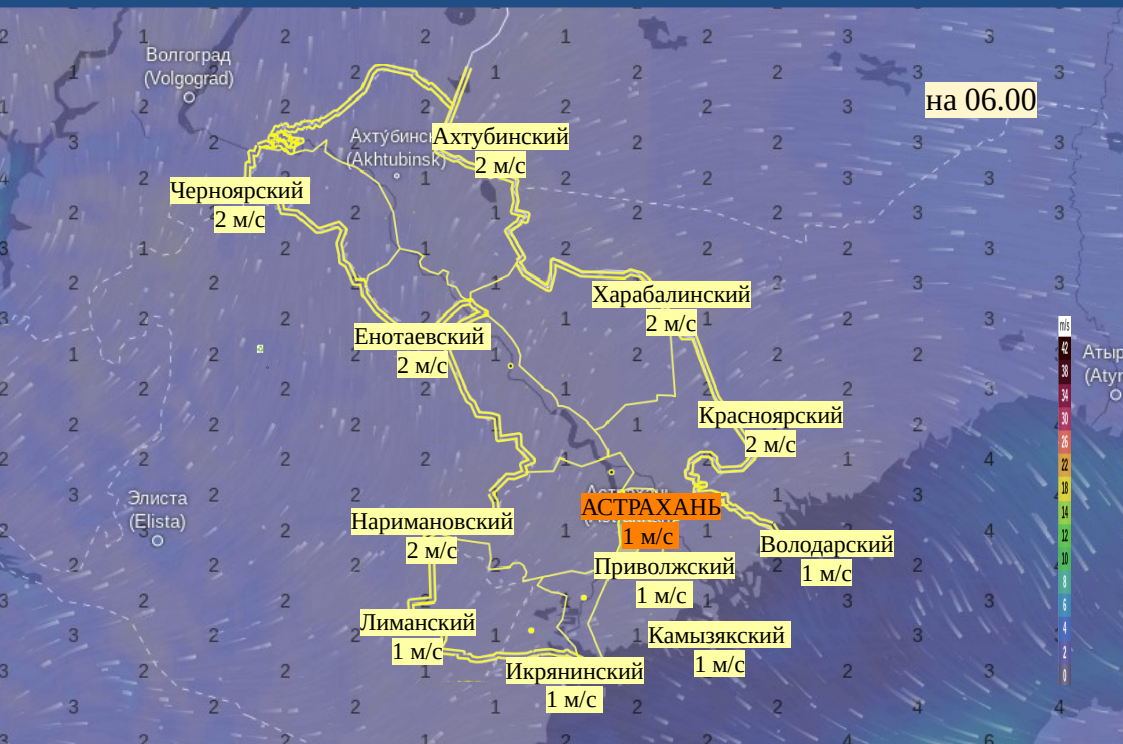 Волгоград
(Volgograd)
на 06.00
Ахтубинский
2 м/с
(Akhtubinsk)
Черноярский
2 м/с
Харабалинский
2 м/с
m/s
42
38
34
30
26
22
18
14
12
10
8
6
4
2
0
Енотаевский
2 м/с
Красноярский
2 м/с
Элиста
(Elista)
АСТРАХАНЬ
1 м/с
Наримановский
2 м/с
Володарский
1 м/с
Приволжский
1 м/с
Лиманский
1 м/с
Камызякский
1 м/с
Икрянинский
1 м/с